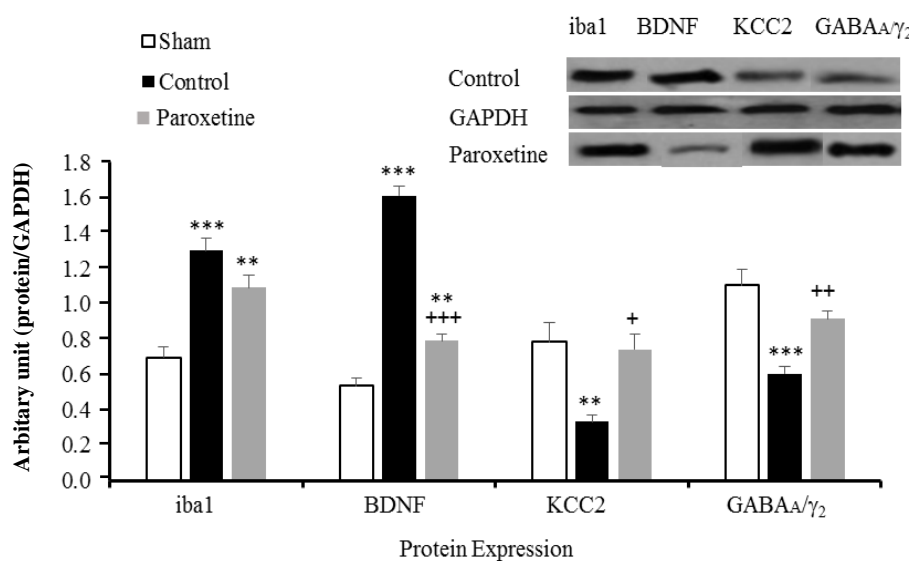 iba1 BDNF KCC2 GABAA/γ2
Sham
Control
Paroxetine
Control
GAPDH
Paroxetine
Arbitary unit (protein/GAPDH)
1.8
1.6
1.4
1.2
1.0
0.8
0.6
0.4
0.2
0.0
***
**
***
**
+++
**
+
***
++
iba1 BDNF KCC2 GABAA/γ2
Protein Expression